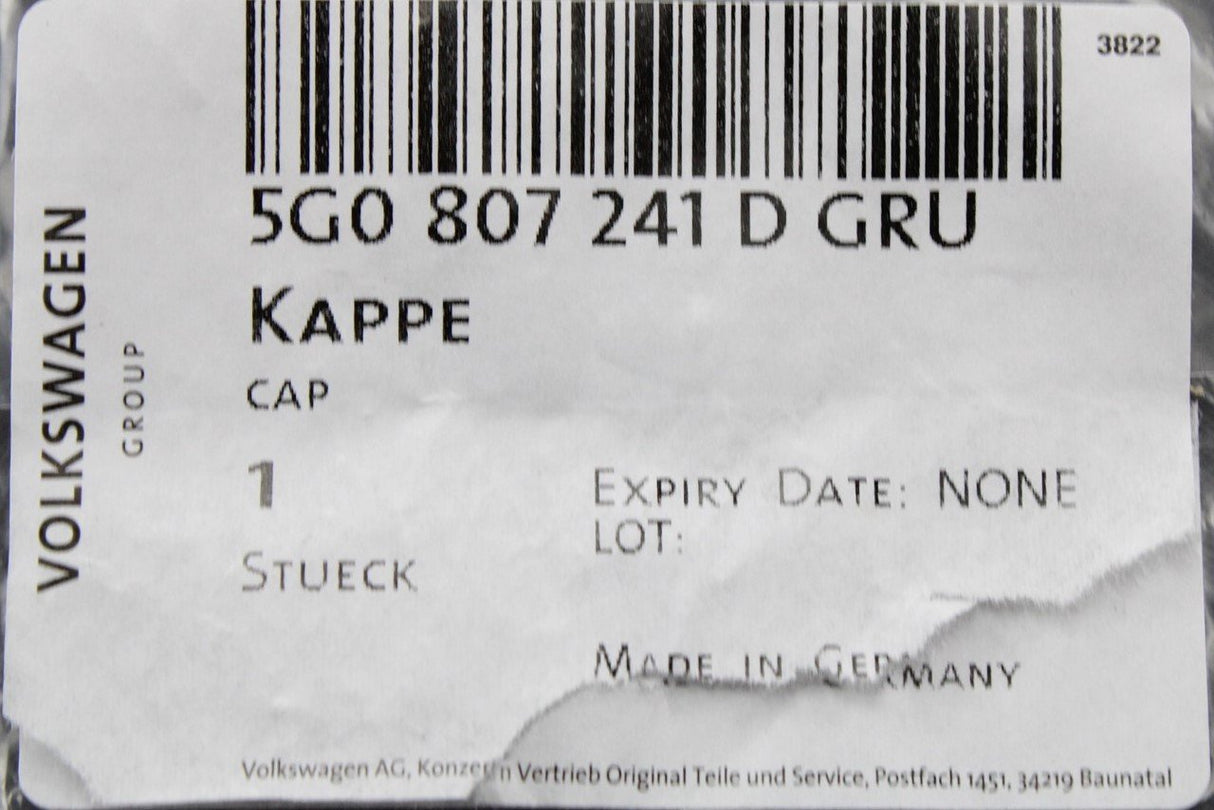 3822
5G0 807 241 D GRU
KAPPE
CAP
1
STUECK
EXPIRY DATE: NONE
LOT:
MADE IN GERMANY
VOLKSWAGEN
GROUP
Volkswagen AG, Konzern Vertrieb Original Teile und Service, Postfach 1451, 34219 Baunatal